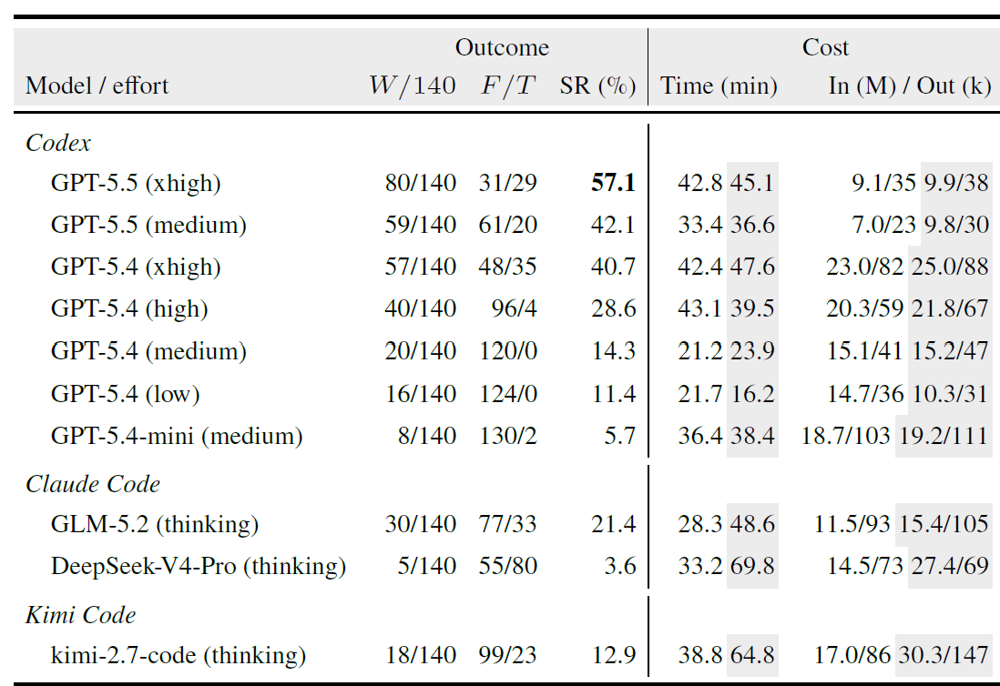 Outcome Cost
Model / effort W/140 F/T SR (%) Time (min) In (M) / Out (k)
Codex
GPT-5.5 (xhigh) 80/140 31/29 57.1 42.8 45.1 9.1/35 9.9/38
GPT-5.5 (medium) 59/140 61/20 42.1 33.4 36.6 7.0/23 9.8/30
GPT-5.4 (xhigh) 57/140 48/35 40.7 42.4 47.6 23.0/82 25.0/88
GPT-5.4 (high) 40/140 96/4 28.6 43.1 39.5 20.3/59 21.8/67
GPT-5.4 (medium) 20/140 120/0 14.3 21.2 23.9 15.1/41 15.2/47
GPT-5.4 (low) 16/140 124/0 11.4 21.7 16.2 14.7/36 10.3/31
GPT-5.4-mini (medium) 8/140 130/2 5.7 36.4 38.4 18.7/103 19.2/111
Claude Code
GLM-5.2 (thinking) 30/140 77/33 21.4 28.3 48.6 11.5/93 15.4/105
DeepSeek-V4-Pro (thinking) 5/140 55/80 3.6 33.2 69.8 14.5/73 27.4/69
Kimi Code
kimi-2.7-code (thinking) 18/140 99/23 12.9 38.8 64.8 17.0/86 30.3/147